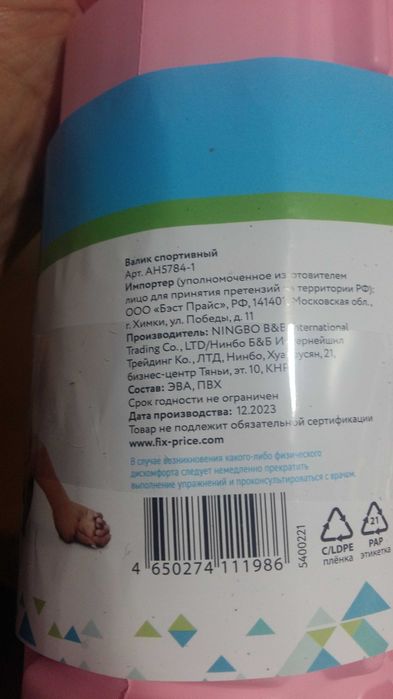 Валик спортивный
Арт. АН5784-1
Импортер (уполномоченное изготовителем
лицо для принятия претензий на территории РФ):
ООО «Бэст Прайс», РФ, 141401, Московская обл.,
г. Химки, ул. Победы, д. 11
Производитель: NINGBO B&B International
Trading Co., LTD/Нинбо Б&Б Интернейшнл
Трейдинг Ко., ЛТД, Нинбо, 21,
бизнес-центр Тяньи, эт. 10, КНР
Состав: ЭВА, ПВХ
Срок годности не ограничен
Дата производства: 12.2023
Товар не подлежит обязательной сертификации
www.fix-price.com
В случае возникновения какого-либо физического
дискомфорта следует немедленно прекратить
выполнение упражнений и проконсультироваться с врачом.
4 650274 111986
5400221
C/LDPE
плёнка
21
PAP
этикетка